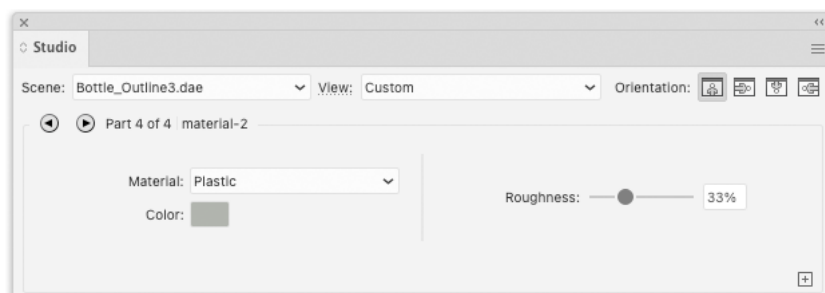 Studio
Scene: Bottle_Outline3.dae View: Custom Orientation:
Part 4 of 4 material-2
Material: Plastic
Roughness: 33%
Color: